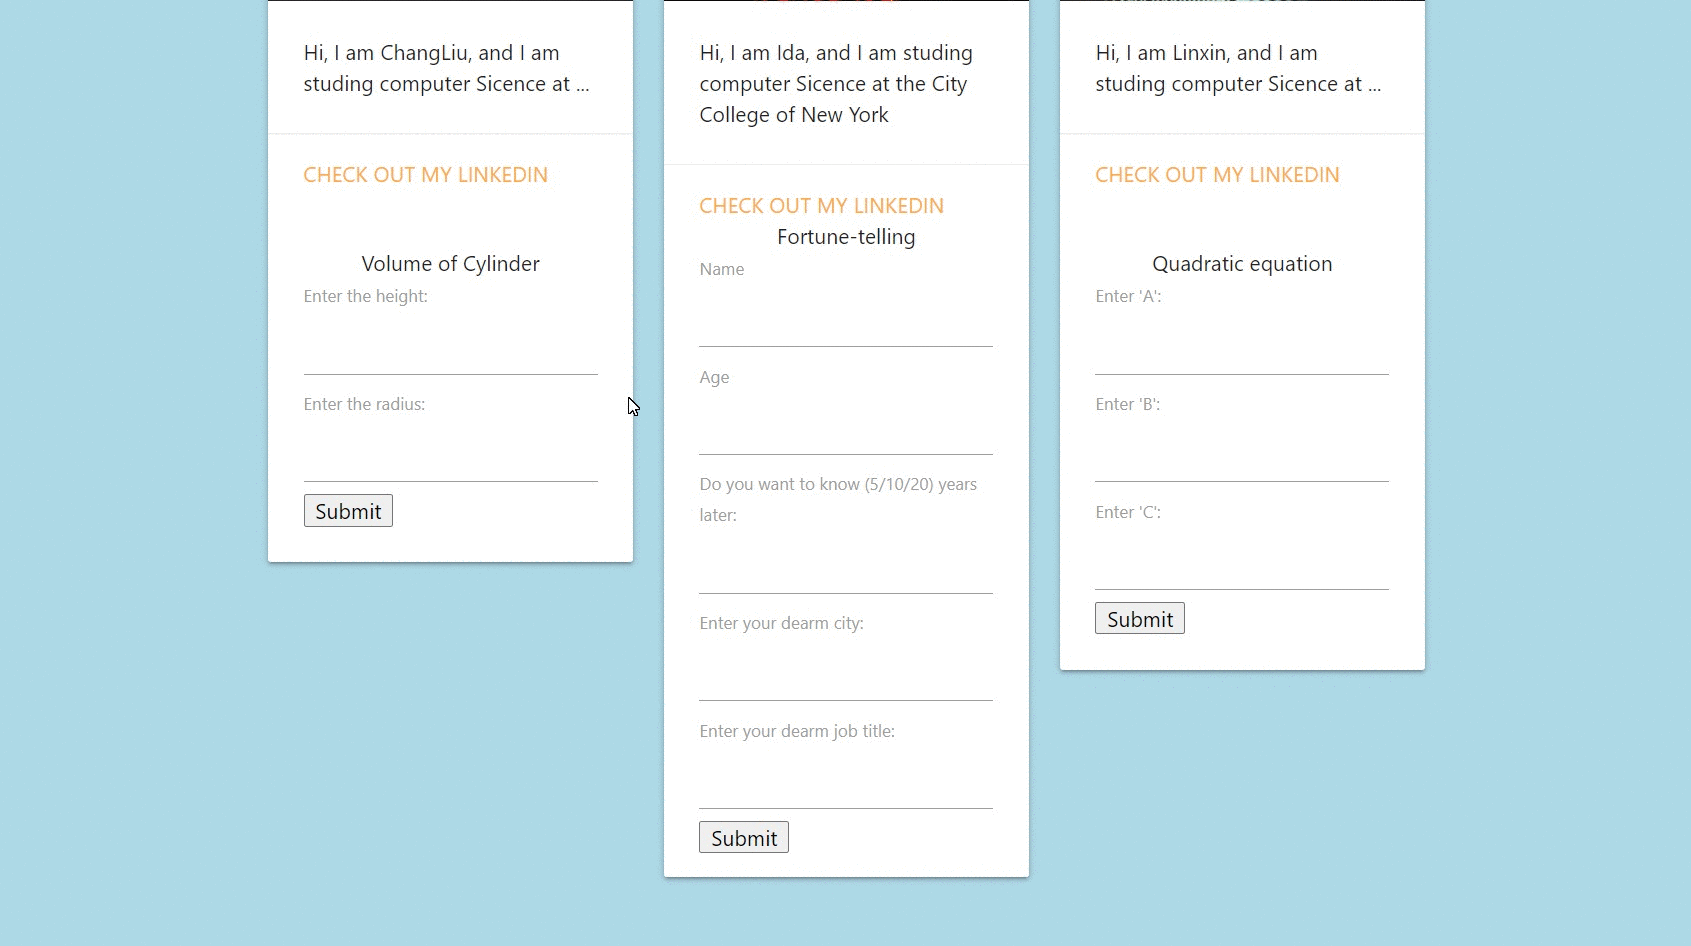 Hi, I am ChangLiu, and I am
studing computer Sicence at ...
CHECK OUT MY LINKEDIN
Volume of Cylinder
Enter the height:
Enter the radius:
Submit
Hi, I am Ida, and I am studing
computer Sicence at the City
College of New York
CHECK OUT MY LINKEDIN
Fortune-telling
Name
Age
Do you want to know (5/10/20) years
later:
Enter your dearm city:
Enter your dearm job title:
Submit
Hi, I am Linxin, and I am
studing computer Sicence at ...
CHECK OUT MY LINKEDIN
Quadratic equation
Enter 'A':
Enter 'B':
Enter 'C':
Submit